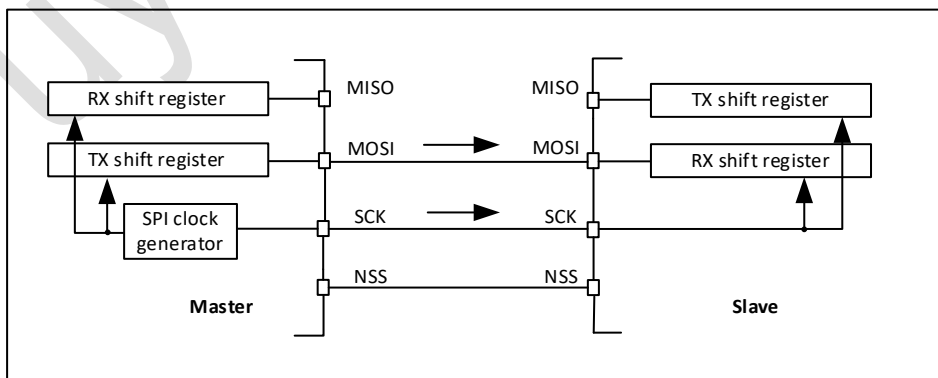 MISO MISO
RX shift register TX shift register
MOSI MOSI
TX shift register RX shift register
SPI clock
generator
SCK SCK
NSS NSS
Master Slave